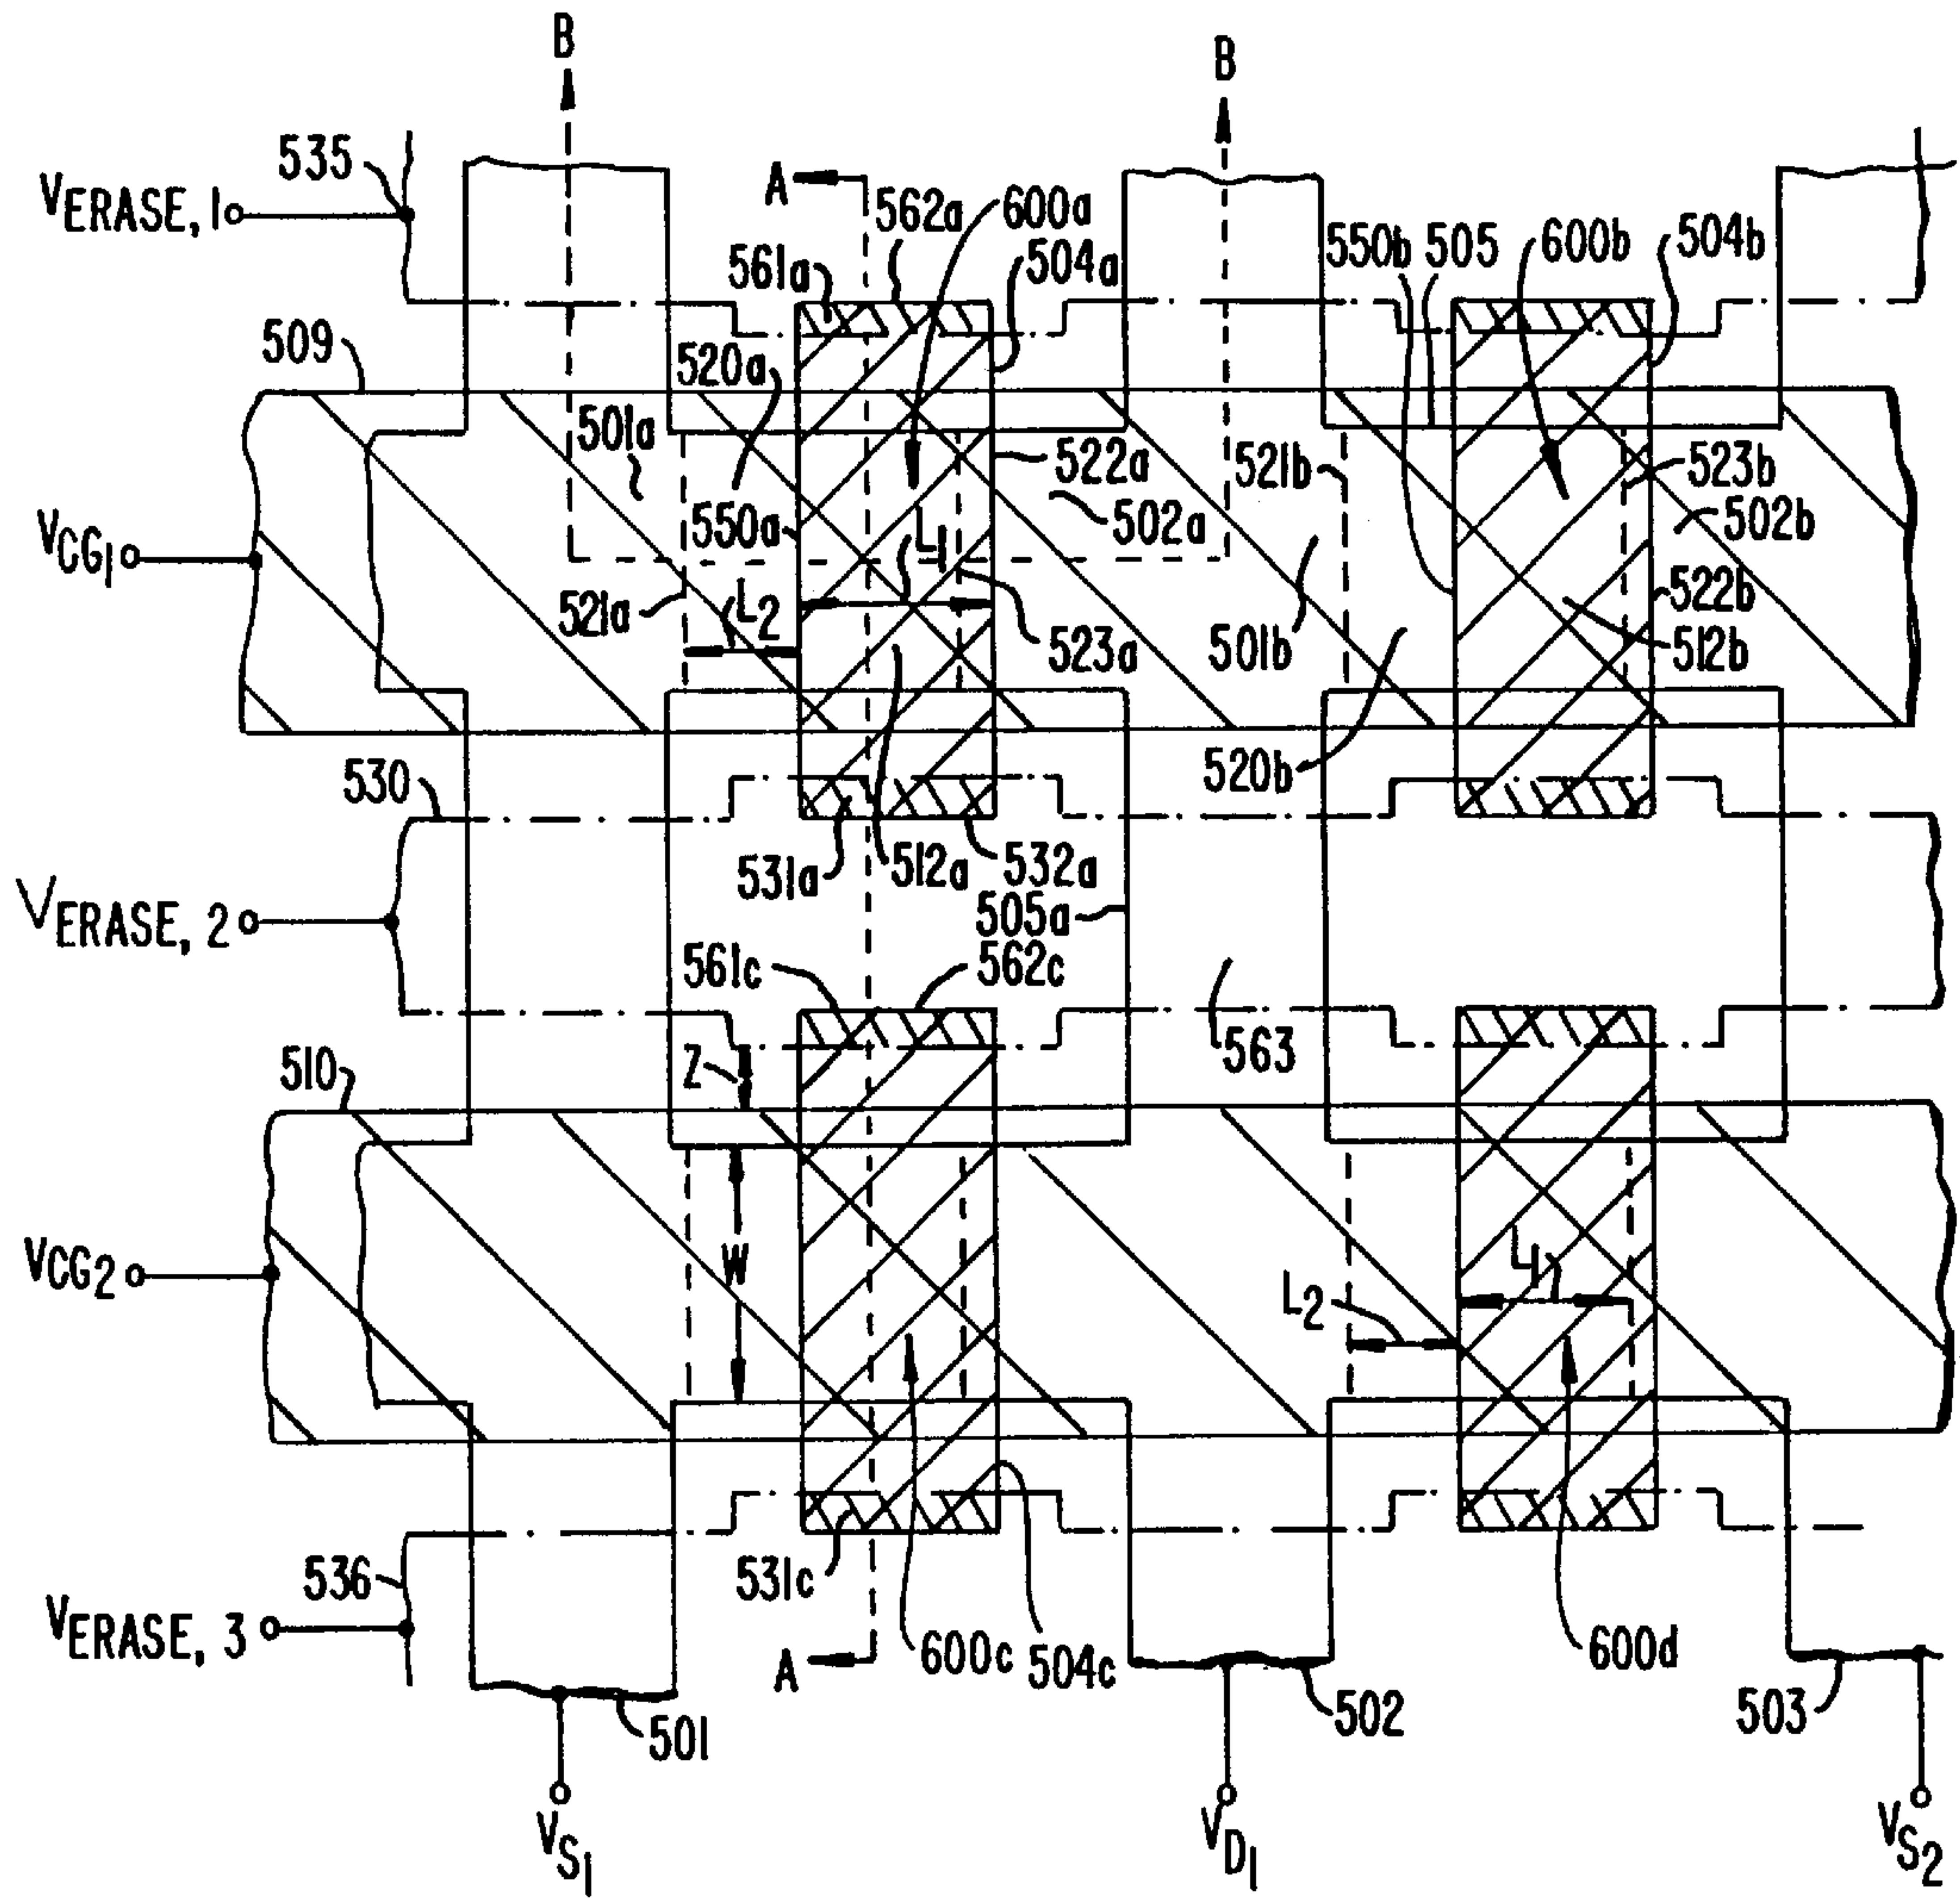 B
B
535
A
562a
600a
V_ERASE, 1
561a
504a
550b
505
600b
504b
509
520a
501a
522a
521b
523b
502a
550a
502b
V_CG1
L1
L2
521a
523a
501b
522b
512b
530
520b
531a
512a
532a
505a
V_ERASE, 2
561c
562c
Z
563
510
W
V_CG2
L1
L2
536
531c
V_ERASE, 3
A
600c
504c
600d
501
502
503
V_S1
V_D1
V_S2